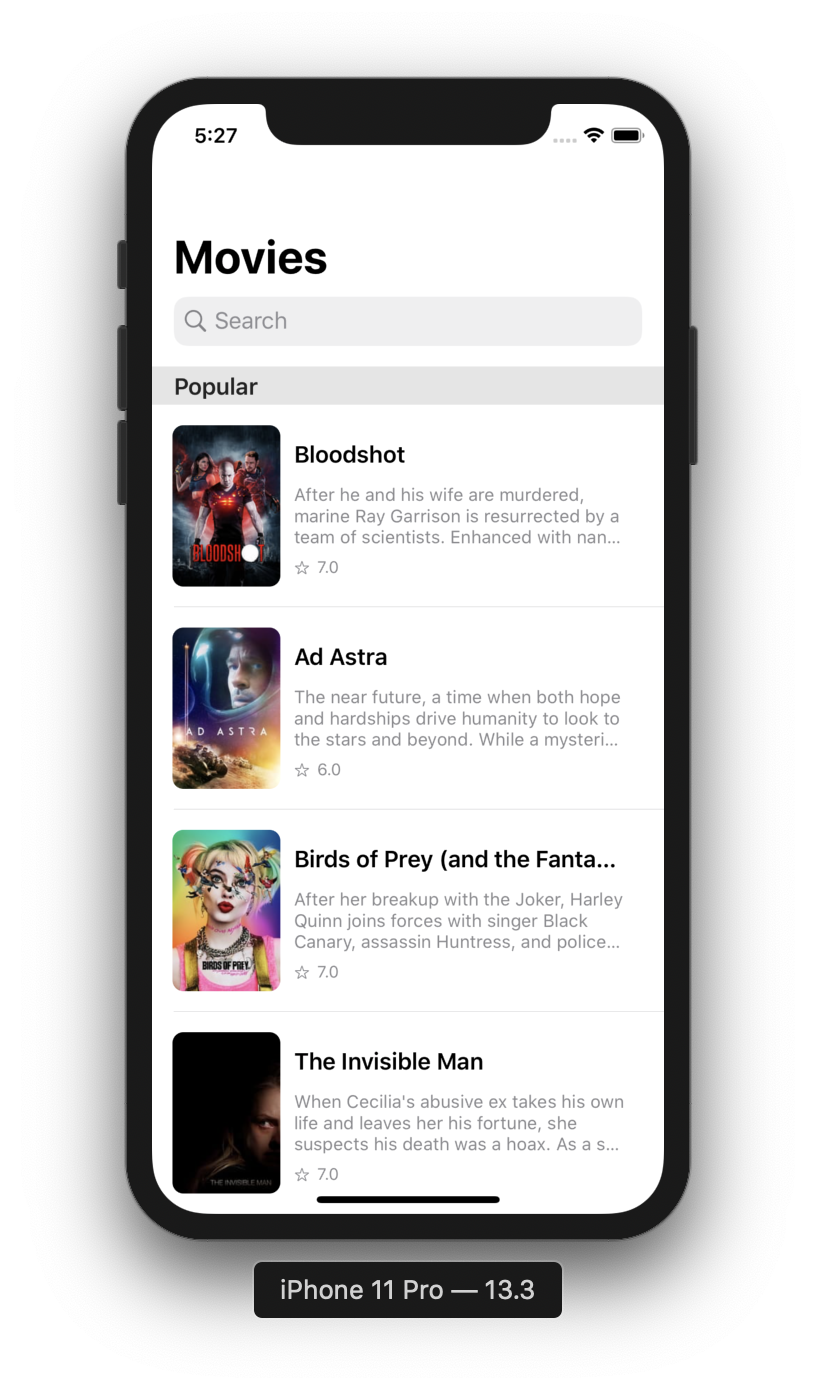 5:27
Movies
Search
Popular
BLOODSHOT
Bloodshot
After he and his wife are murdered,
marine Ray Garrison is resurrected by a
team of scientists. Enhanced with nan...
7.0
AD ASTRA
Ad Astra
The near future, a time when both hope
and hardships drive humanity to look to
the stars and beyond. While a mysteri...
6.0
BIRDS OF PREY
Birds of Prey (and the Fanta...
After her breakup with the Joker, Harley
Quinn joins forces with singer Black
Canary, assassin Huntress, and police...
7.0
THE INVISIBLE MAN
The Invisible Man
When Cecilia's abusive ex takes his own
life and leaves her his fortune, she
suspects his death was a hoax. As a s...
7.0
iPhone 11 Pro — 13.3